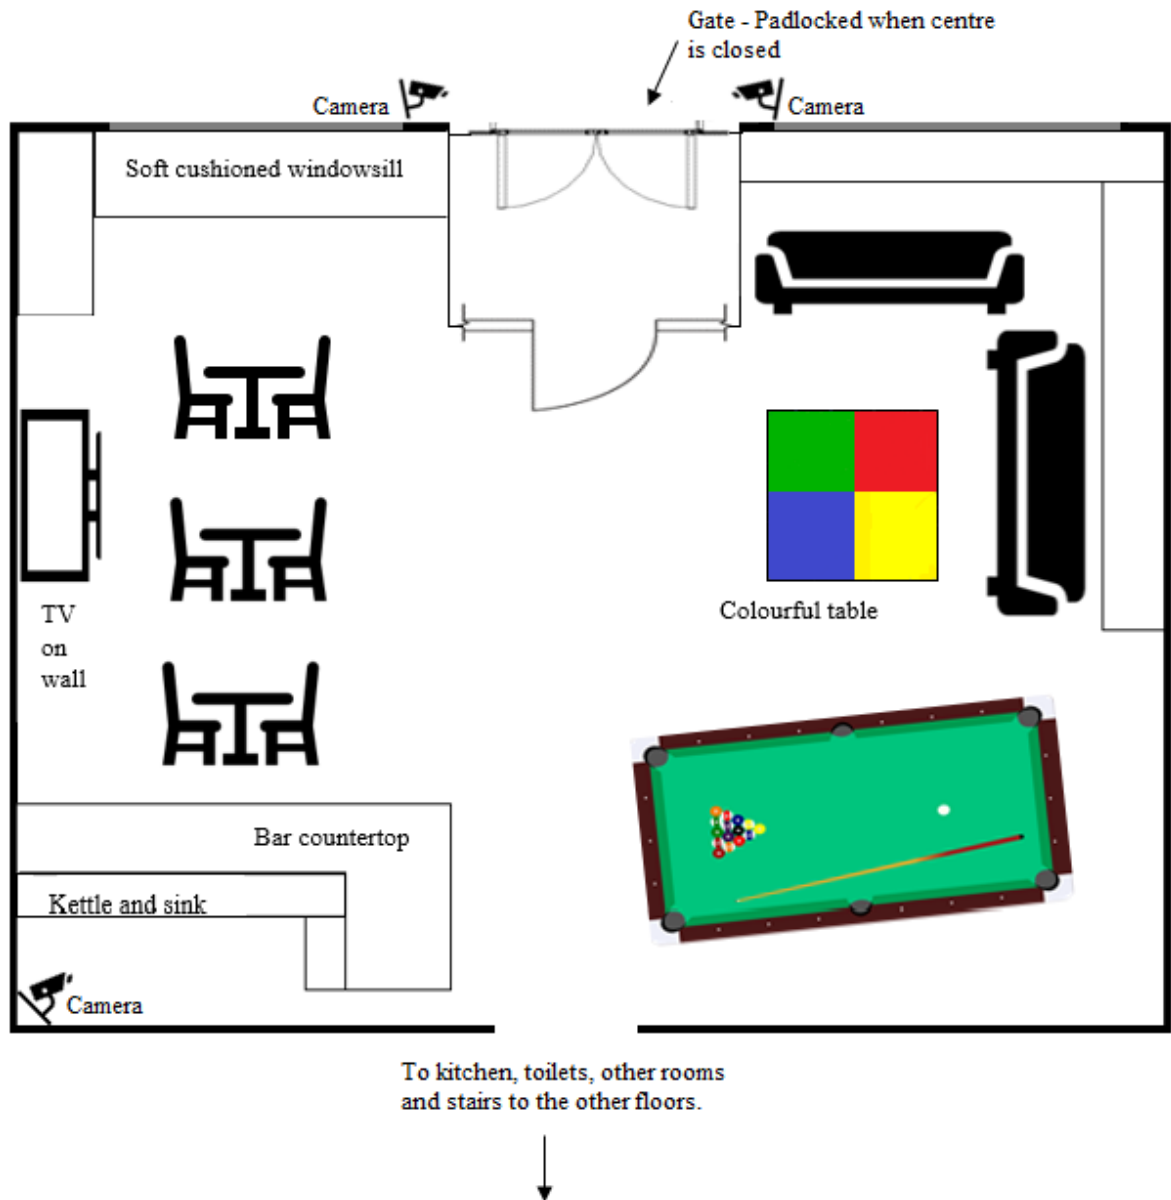 Gate - Padlocked when centre
is closed
Camera
Camera
Soft cushioned windowsill
TV
on
wall
Colourful table
Bar countertop
Kettle and sink
Camera
To kitchen, toilets, other rooms
and stairs to the other floors.